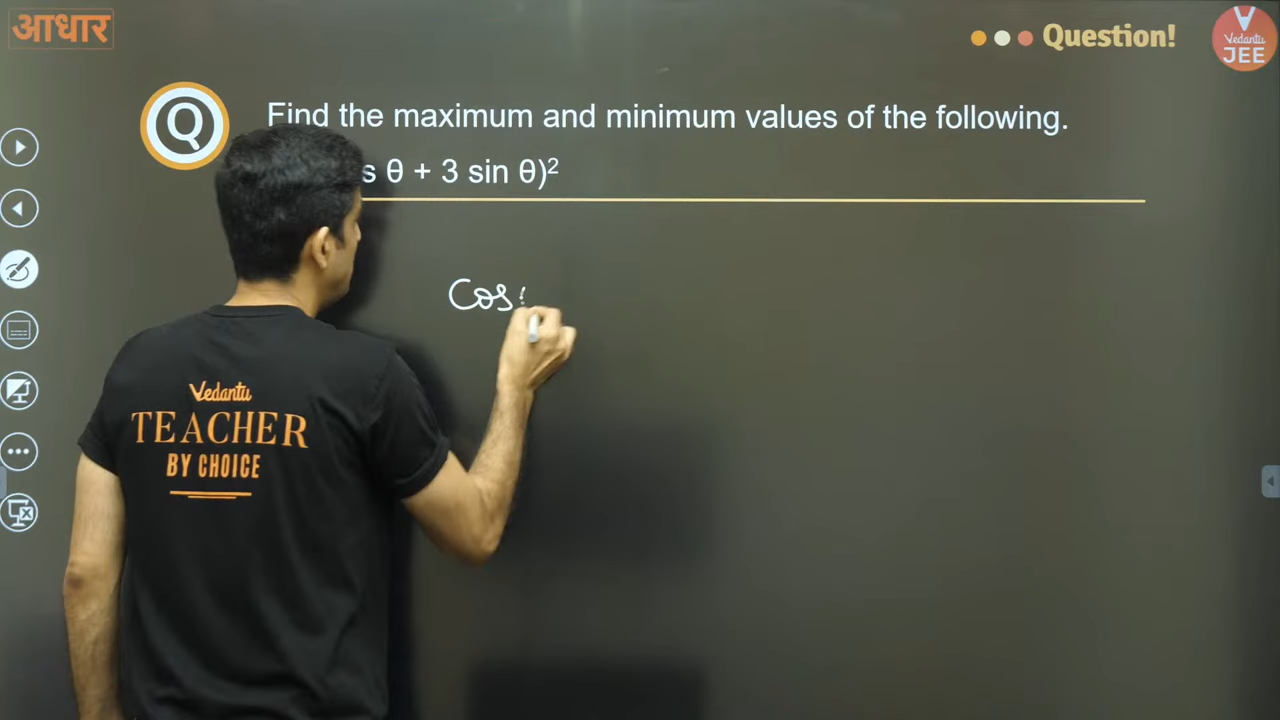 आधार
Question!
Vedantu
JEE
Q
Find the maximum and minimum values of the following.
s θ + 3 sin θ)²
Cos
Vedantu
TEACHER
BY CHOICE